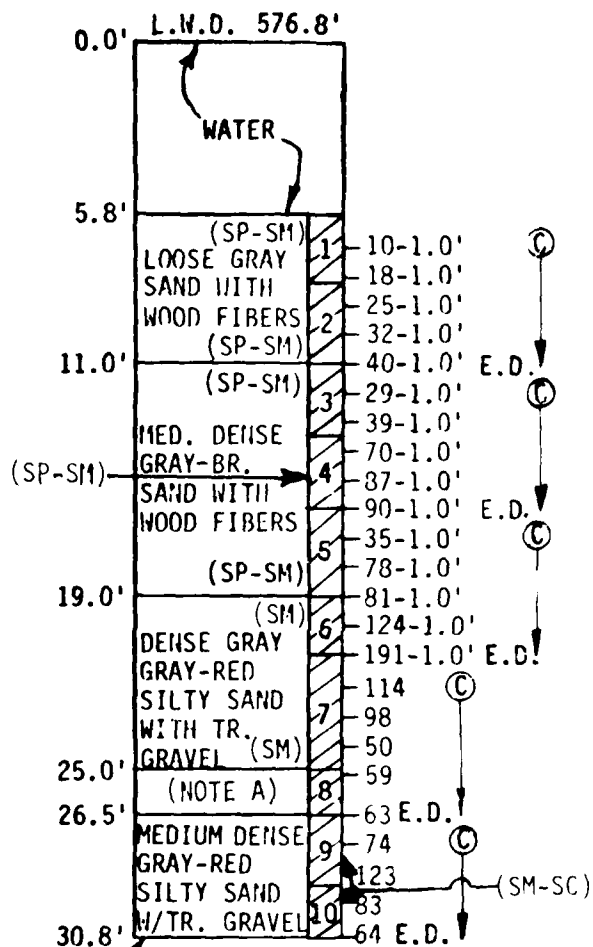 L.W.D. 576.8'
0.0'
WATER
5.8'
(SP-SM)
1
10-1.0'
C
LOOSE GRAY
18-1.0'
SAND WITH
25-1.0'
WOOD FIBERS
2
32-1.0'
(SP-SM)
11.0'
40-1.0' E.D.
(SP-SM)
3
29-1.0'
C
39-1.0'
MED. DENSE
70-1.0'
GRAY-BR.
(SP-SM)
4
87-1.0'
SAND WITH
90-1.0' E.D.
WOOD FIBERS
C
5
35-1.0'
(SP-SM)
78-1.0'
19.0'
81-1.0'
(SM)
6
124-1.0'
DENSE GRAY
191-1.0' E.D.
GRAY-RED
114
C
SILTY SAND
7
98
WITH TR.
GRAVEL (SM)
50
25.0'
59
(NOTE A)
8
26.5'
63 E.D.
MEDIUM DENSE
74
C
9
GRAY-RED
123
SILTY SAND
(SM-SC)
10
83
W/TR. GRAVEL
30.8'
64 E.D.